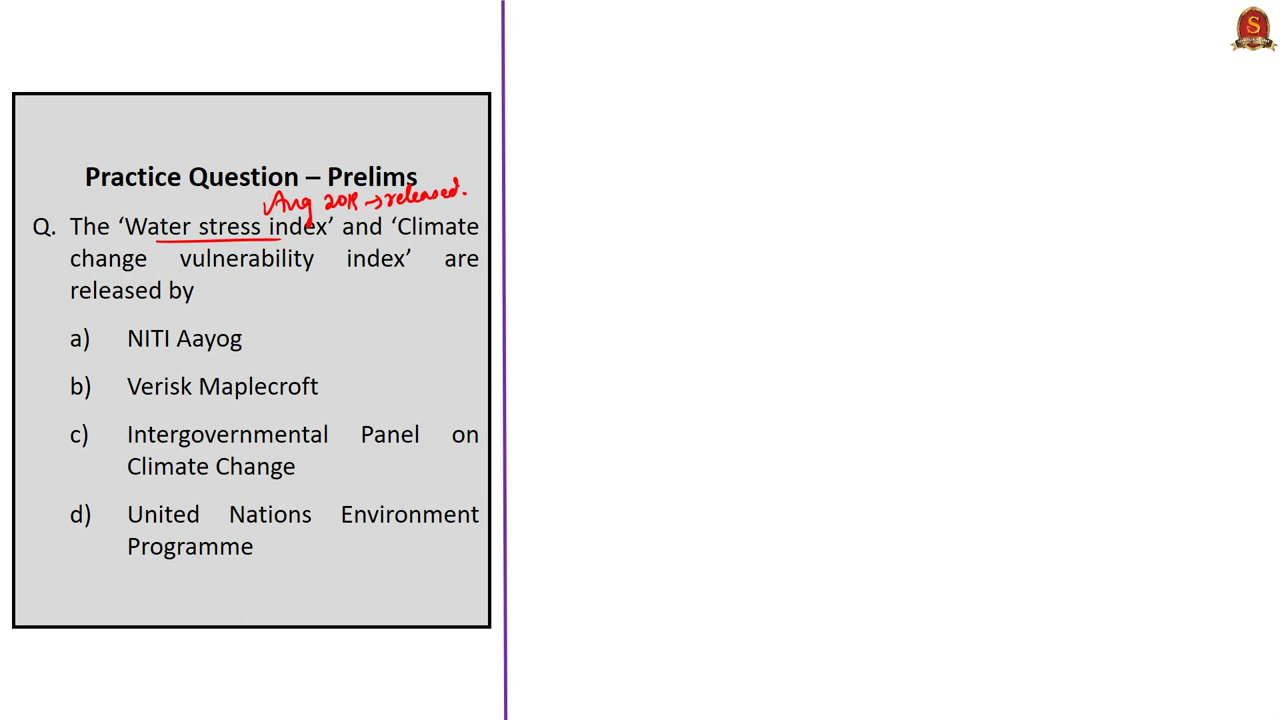 Practice Question – Prelims
Aug 2019 → released.
Q. The ‘Water stress index’ and ‘Climate
change vulnerability index’ are
released by
a) NITI Aayog
b) Verisk Maplecroft
c) Intergovernmental Panel on
Climate Change
d) United Nations Environment
Programme
S